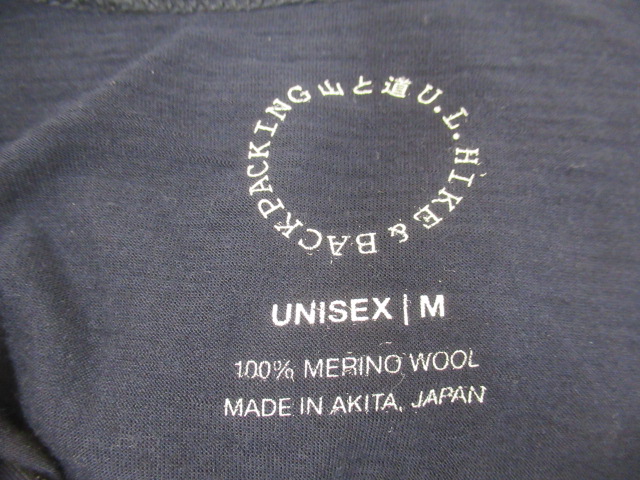 山と道 U.L. HIKE & BACKPACKING
UNISEX | M
100% MERINO WOOL
MADE IN AKITA, JAPAN